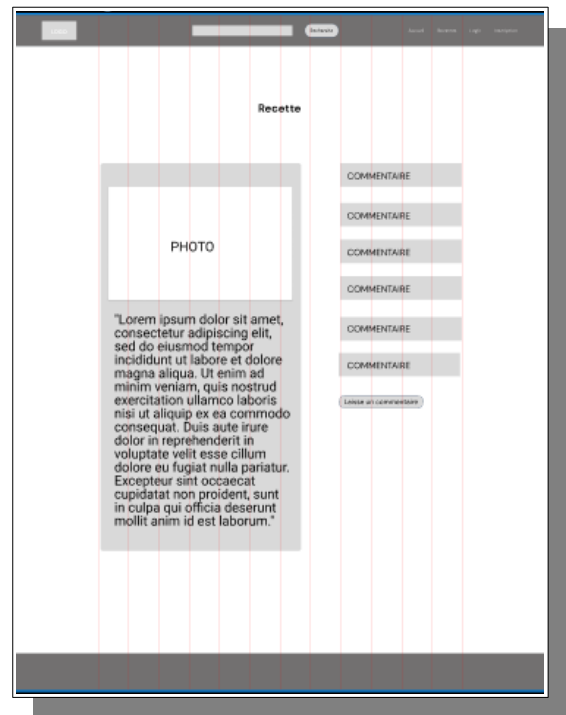 Recette
PHOTO
"Lorem ipsum dolor sit amet,
consectetur adipiscing elit,
sed do eiusmod tempor
incididunt ut labore et dolore
magna aliqua. Ut enim ad
minim veniam, quis nostrud
exercitation ullamco laboris
nisi ut aliquip ex ea commodo
consequat. Duis aute irure
dolor in reprehenderit in
voluptate velit esse cillum
dolore eu fugiat nulla pariatur.
Excepteur sint occaecat
cupidatat non proident, sunt
in culpa qui officia deserunt
mollit anim id est laborum."
COMMENTAIRE
COMMENTAIRE
COMMENTAIRE
COMMENTAIRE
COMMENTAIRE
COMMENTAIRE
Laisse un commentaire